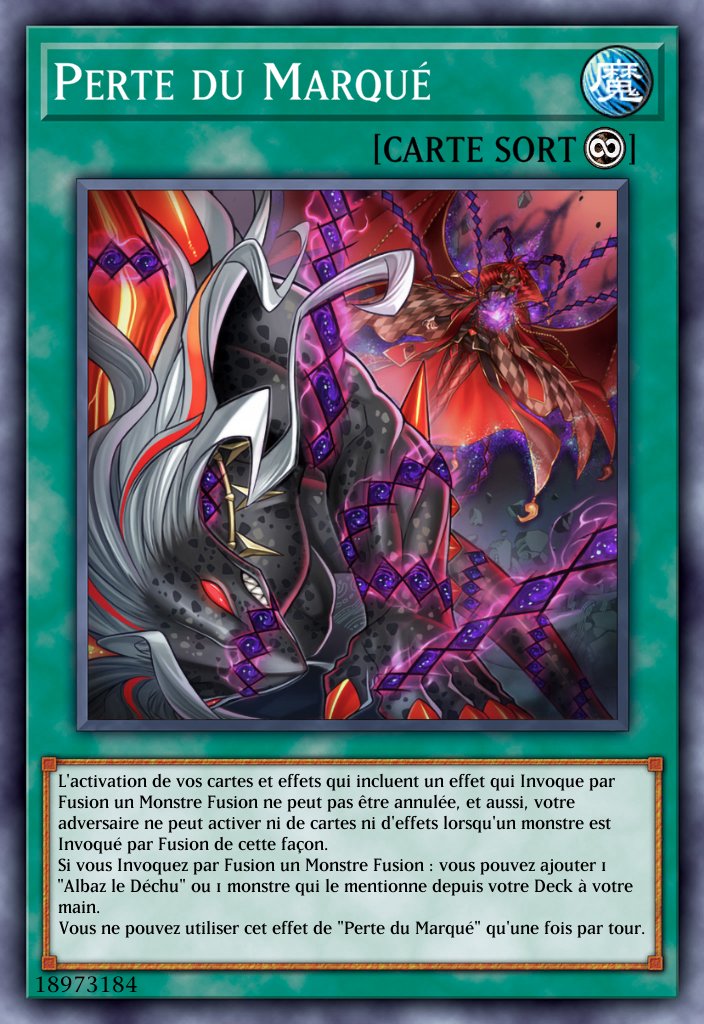 PERTE DU MARQUÉ
魔
[CARTE SORT ∞]
L'activation de vos cartes et effets qui incluent un effet qui Invoque par
Fusion un Monstre Fusion ne peut pas être annulée, et aussi, votre
adversaire ne peut activer ni de cartes ni d'effets lorsqu'un monstre est
Invoqué par Fusion de cette façon.
Si vous Invoquez par Fusion un Monstre Fusion : vous pouvez ajouter 1
"Albaz le Déchu" ou 1 monstre qui le mentionne depuis votre Deck à votre
main.
Vous ne pouvez utiliser cet effet de "Perte du Marqué" qu'une fois par tour.
18973184